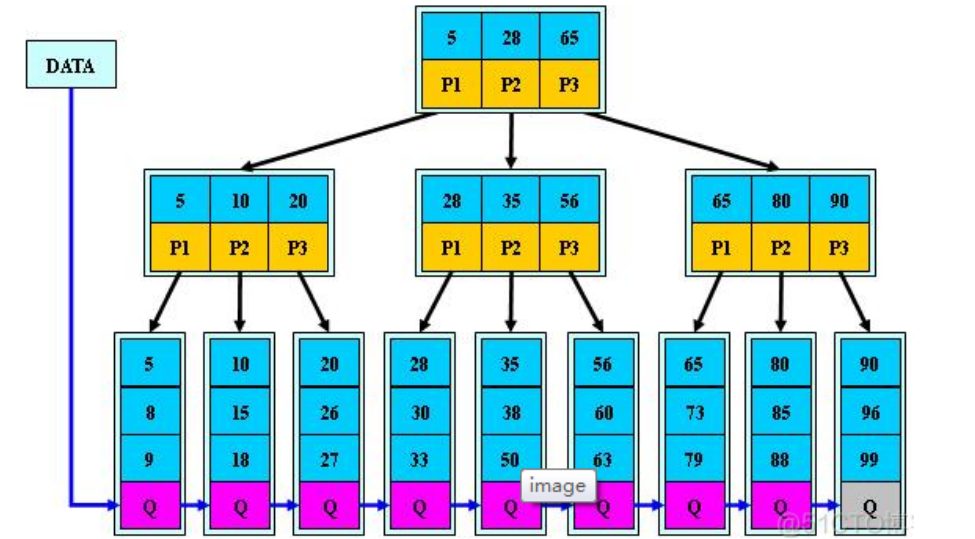 5 28 65
DATA
P1 P2 P3
5 10 20 28 35 56 65 80 90
P1 P2 P3 P1 P2 P3 P1 P2 P3
5 10 20 28 35 56 65 80 90
8 15 26 30 38 60 73 85 96
9 18 27 33 50 63 79 88 99
image
Q Q Q Q Q Q Q Q Q
@51CTO博